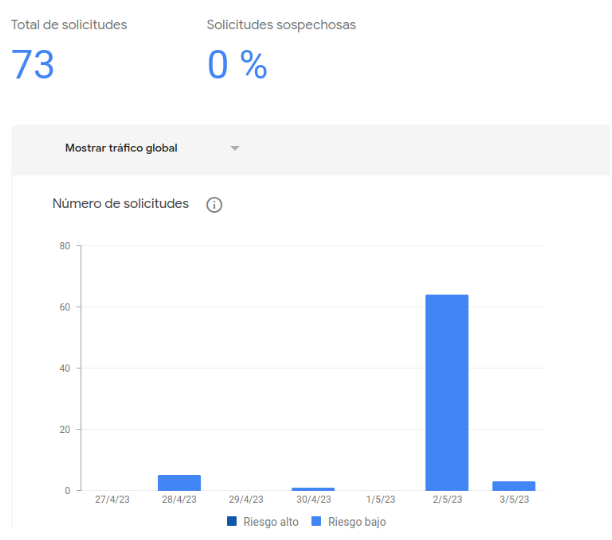 Total de solicitudes Solicitudes sospechosas
73 0 %
Mostrar tráfico global
Número de solicitudes
80
60
40
20
0
27/4/23 28/4/23 29/4/23 30/4/23 1/5/23 2/5/23 3/5/23
Riesgo alto Riesgo bajo